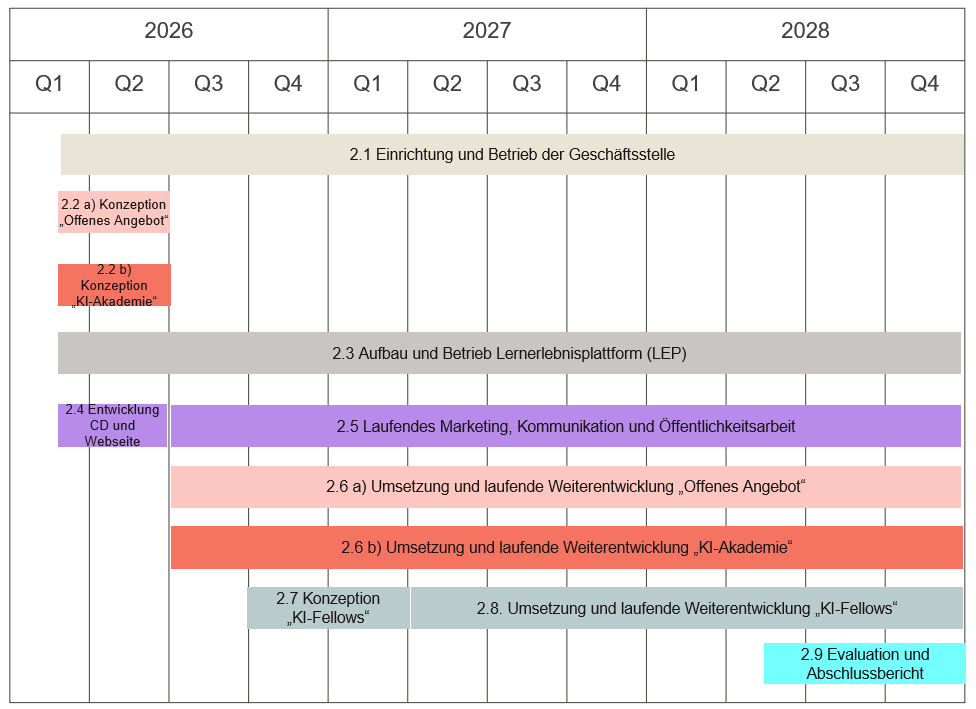 2026 2027 2028
Q1 Q2 Q3 Q4 Q1 Q2 Q3 Q4 Q1 Q2 Q3 Q4
2.1 Einrichtung und Betrieb der Geschäftsstelle
2.2 a) Konzeption
„Offenes Angebot“
2.2 b)
Konzeption
„KI-Akademie“
2.3 Aufbau und Betrieb Lernerlebnisplattform (LEP)
2.4 Entwicklung
CD und
Webseite
2.5 Laufendes Marketing, Kommunikation und Öffentlichkeitsarbeit
2.6 a) Umsetzung und laufende Weiterentwicklung „Offenes Angebot“
2.6 b) Umsetzung und laufende Weiterentwicklung „KI-Akademie“
2.7 Konzeption
„KI-Fellows“
2.8. Umsetzung und laufende Weiterentwicklung „KI-Fellows“
2.9 Evaluation und
Abschlussbericht